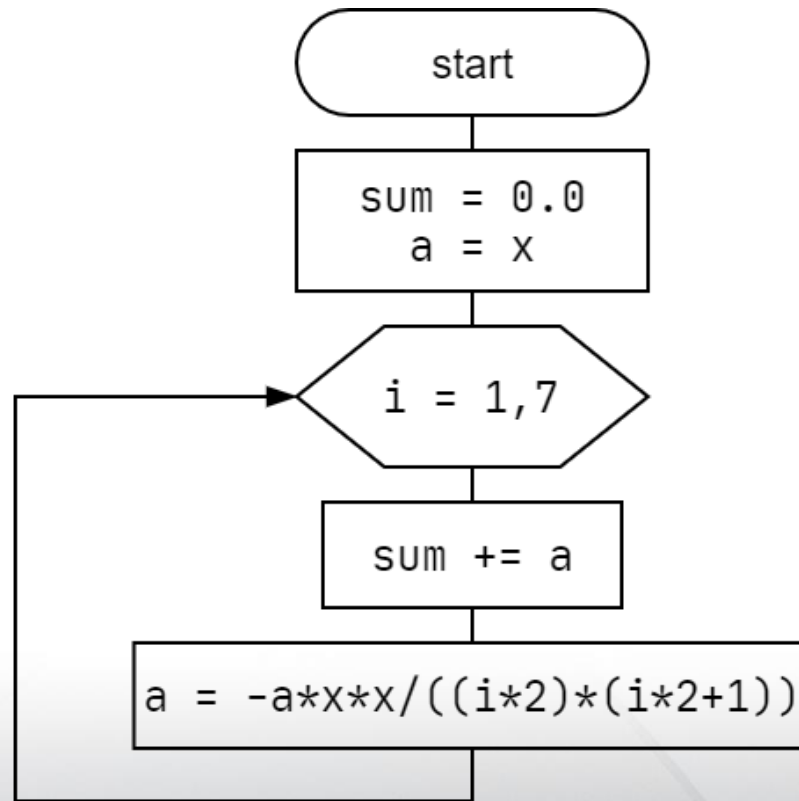 start
sum = 0.0
a = x
i = 1,7
sum += a
a = -a*x*x/((i*2)*(i*2+1))